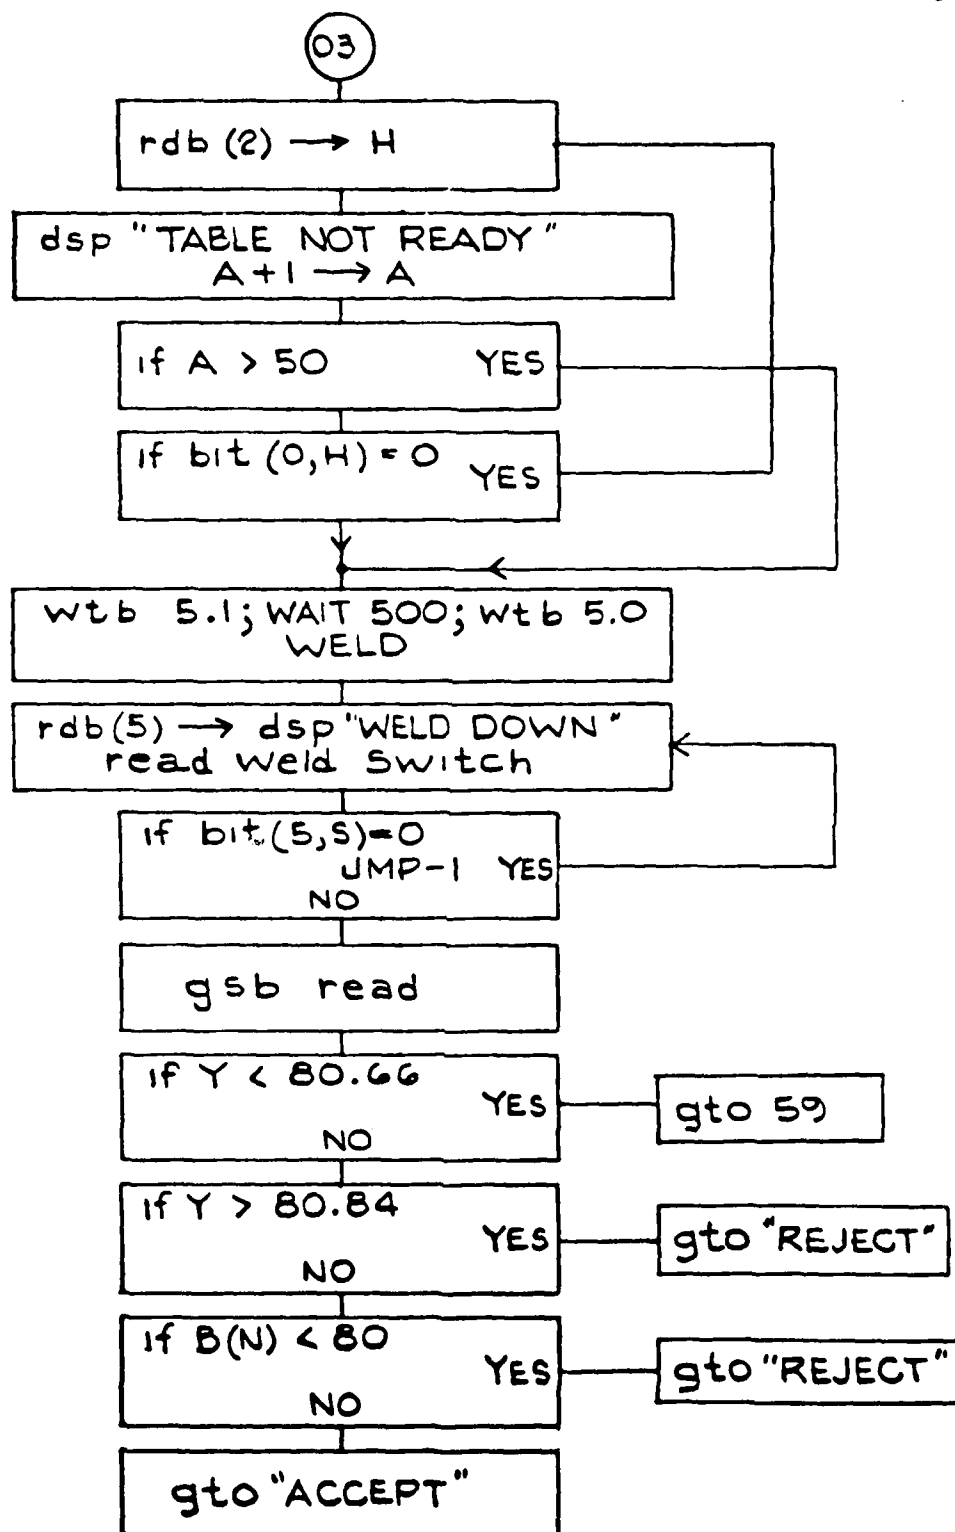 03
rdb (2) → H
dsp "TABLE NOT READY"
A+1 → A
if A > 50 YES
if bit (0,H) = 0
YES
wtb 5.1; WAIT 500; wtb 5.0
WELD
rdb(5) → dsp "WELD DOWN"
read weld switch
if bit(5,S)=0
JMP-1 YES
NO
gsb read
if Y < 80.66
YES
gto 59
NO
if Y > 80.84
YES
gto "REJECT"
NO
if B(N) < 80
YES
gto "REJECT"
NO
gto "ACCEPT"